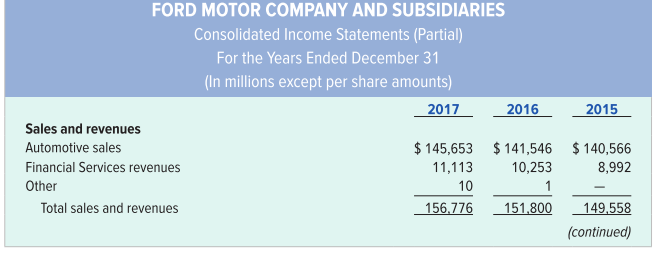 FORD MOTOR COMPANY AND SUBSIDIARIES
Consolidated Income Statements (Partial)
For the Years Ended December 31
(In millions except per share amounts)
2017 2016 2015
Sales and revenues
Automotive sales $ 145,653 $ 141,546 $ 140,566
Financial Services revenues 11,113 10,253 8,992
Other 10 1 —
Total sales and revenues 156,776 151,800 149,558
(continued)